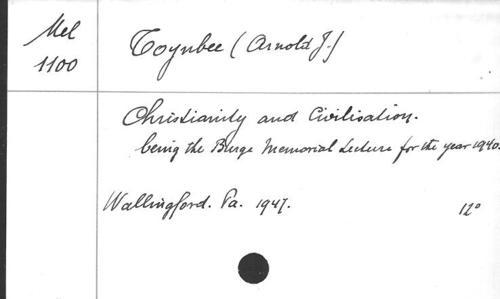 Mel
1100
Toynbee (Arnold J.)
Christianity and Civilisation.
being the Burge Memorial Lecture for the year 1940.
Wallingford. Pa. 1947. 12°